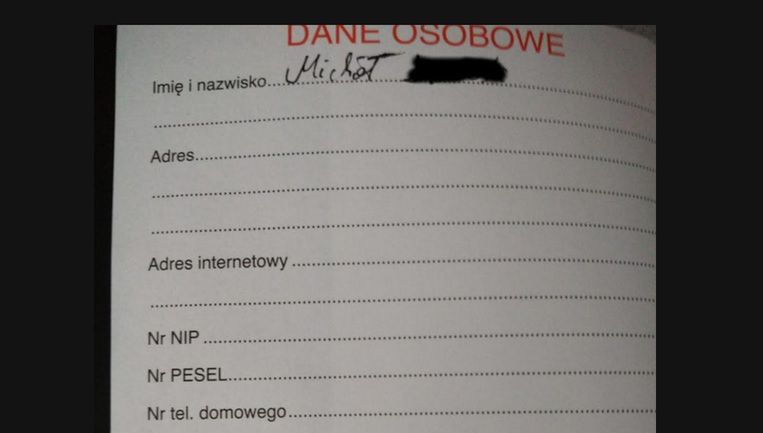 DANE OSOBOWE
Imię i nazwisko Michał
Adres
Adres internetowy
Nr NIP
Nr PESEL
Nr tel. domowego